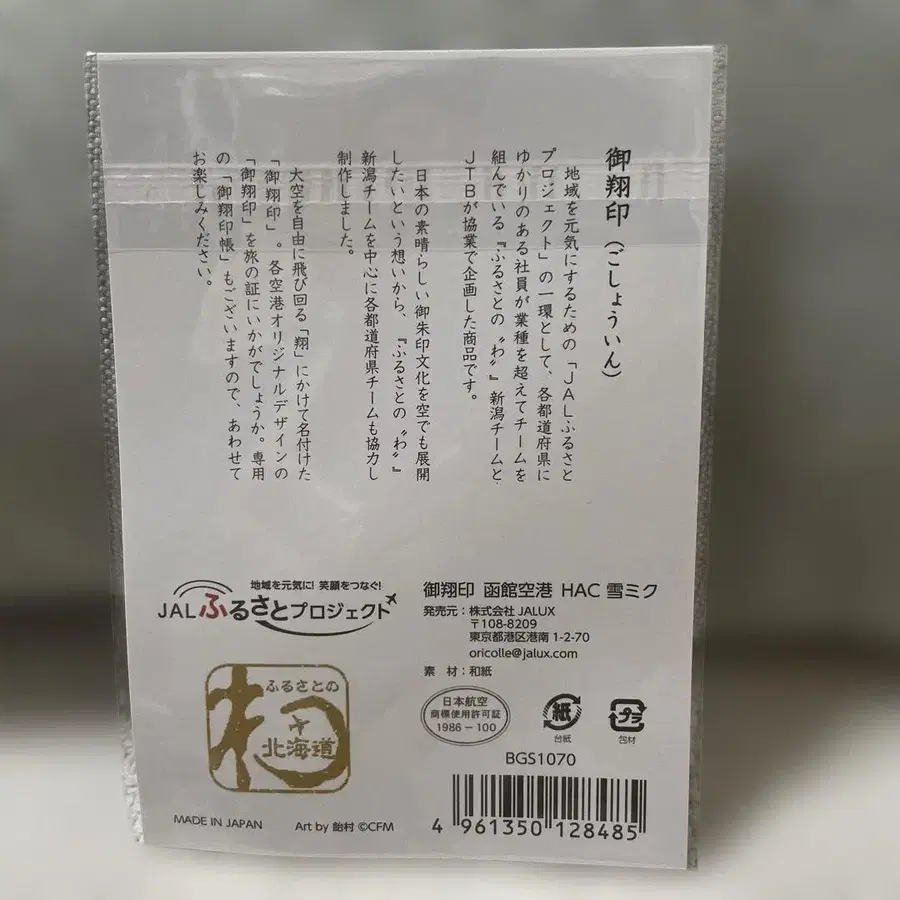 御翔印（ごしょういん）
地域を元気にするための「JALふるさと
プロジェクト」の一環として、各都道府県に
ゆかりのある社員が業種を超えてチームを
組んでいる『ふるさとの〝わ〟』新潟チームと、
JTBが協業で企画した商品です。
日本の素晴らしい御朱印文化を空でも展開
したいという想いから、『ふるさとの〝わ〟』
新潟チームを中心に各都道府県チームも協力し
制作しました。
大空を自由に飛び回る「翔」にかけて名付けた
「御翔印」。各空港オリジナルデザインの
「御翔印」を旅の証にいかがでしょうか。専用
の「御翔印帳」もございますので、あわせて
お楽しみください。
地域を元気に！笑顔をつなぐ！
JALふるさとプロジェクト
ふるさとの
わ
北海道
MADE IN JAPAN
Art by 飴村 ©CFM
御翔印 函館空港 HAC 雪ミク
発売元：株式会社 JALUX
〒108-8209
東京都港区港南 1-2-70
oricolle@jalux.com
素 材：和紙
日本航空
商標使用許可証
1986－100
紙
台紙
プラ
包材
BGS1070
4 961350 128485